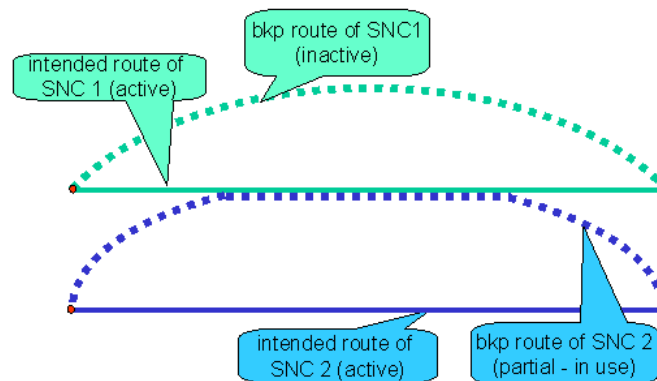 bkp route of SNC1
(inactive)
intended route of
SNC 1 (active)
intended route of
SNC 2 (active)
bkp route of SNC 2
(partial - in use)